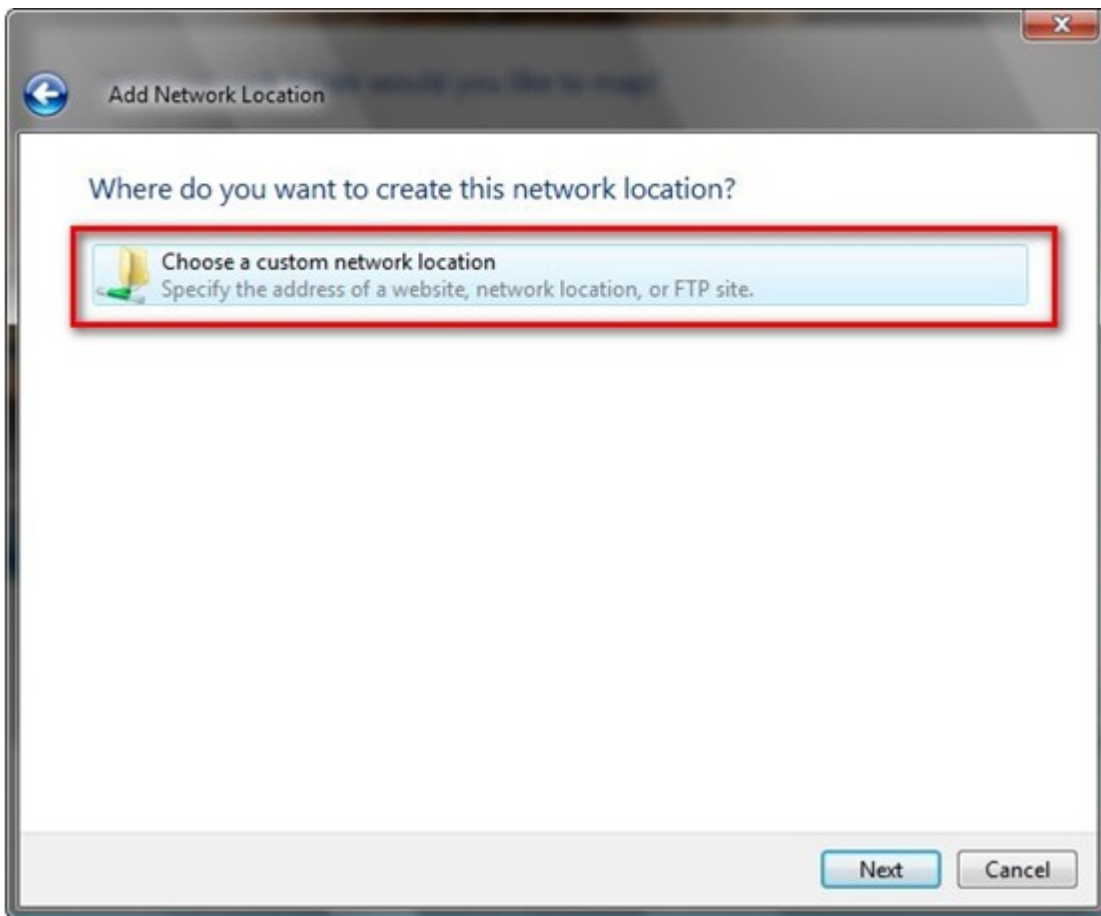 Add Network Location
Where do you want to create this network location?
Choose a custom network location
Specify the address of a website, network location, or FTP site.
Next
Cancel